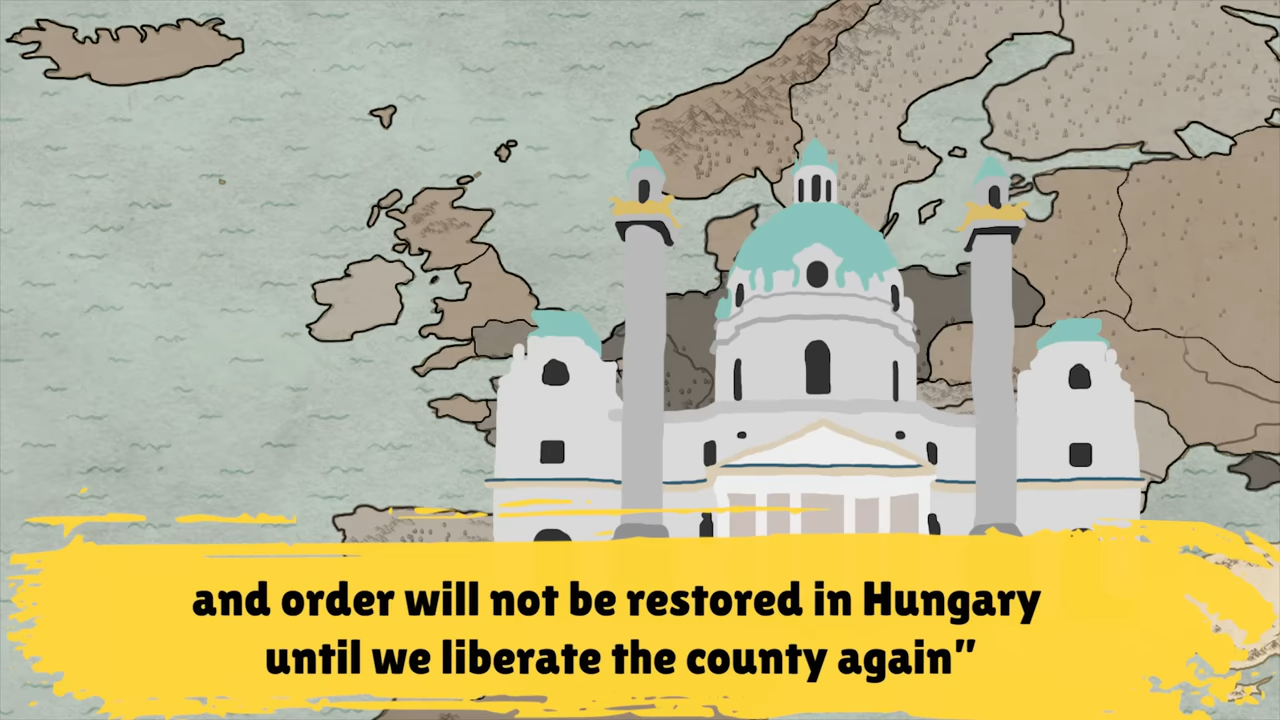 and order will not be restored in Hungary
until we liberate the county again”